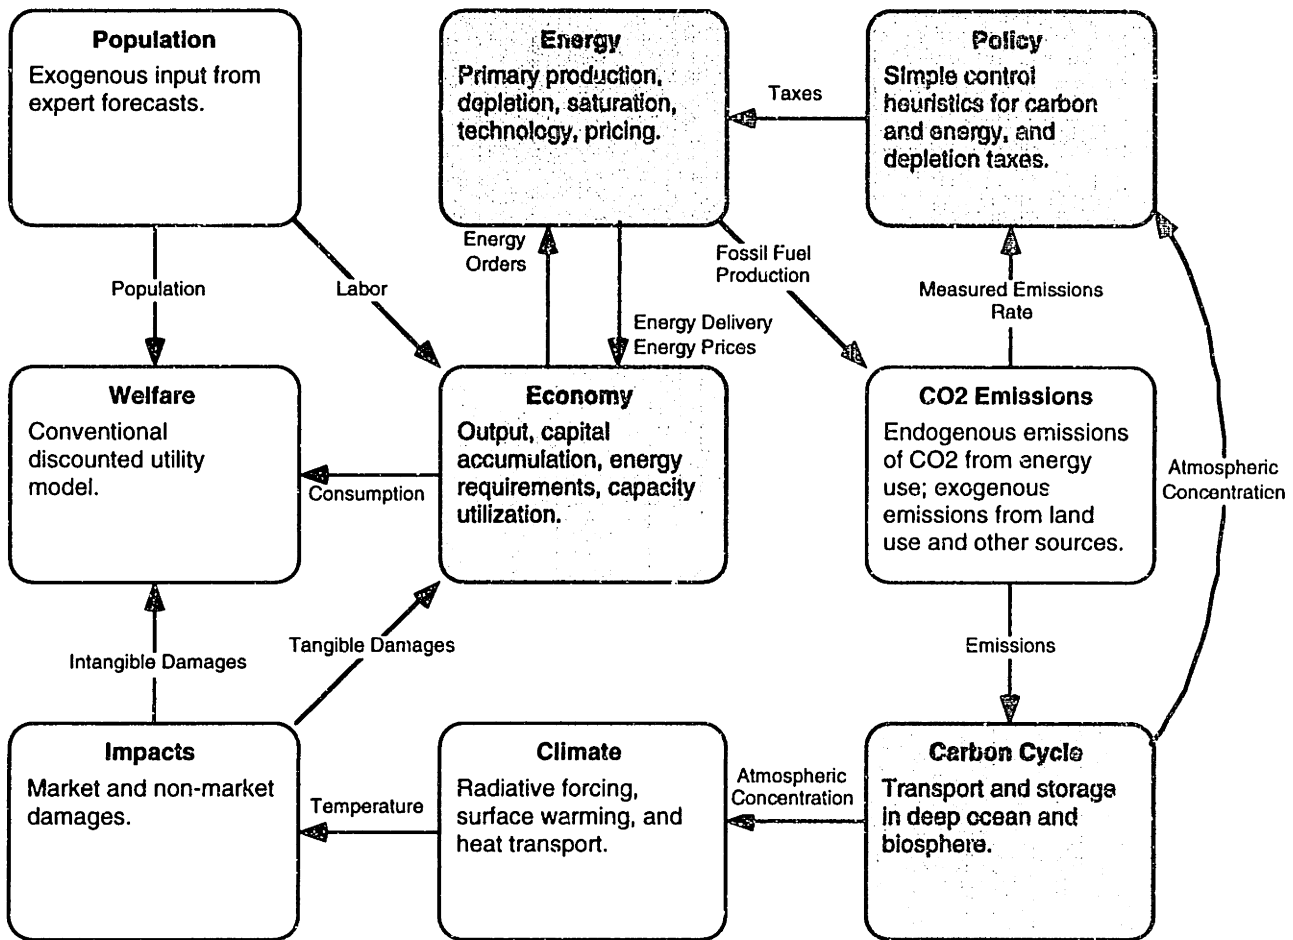 Population
Exogenous input from
expert forecasts.
Energy
Primary production,
depletion, saturation,
technology, pricing.
Taxes
Policy
Simple control
heuristics for carbon
and energy, and
depletion taxes.
Population
Labor
Energy
Orders
Energy Delivery
Energy Prices
Fossil Fuel
Production
Measured Emissions
Rate
Welfare
Conventional
discounted utility
model.
Consumption
Economy
Output, capital
accumulation, energy
requirements, capacity
utilization.
CO2 Emissions
Endogenous emissions
of CO2 from energy
use; exogenous
emissions from land
use and other sources.
Atmospheric
Concentration
Intangible Damages
Tangible Damages
Emissions
Impacts
Market and non-market
damages.
Temperature
Climate
Radiative forcing,
surface warming, and
heat transport.
Atmospheric
Concentration
Carbon Cycle
Transport and storage
in deep ocean and
biosphere.